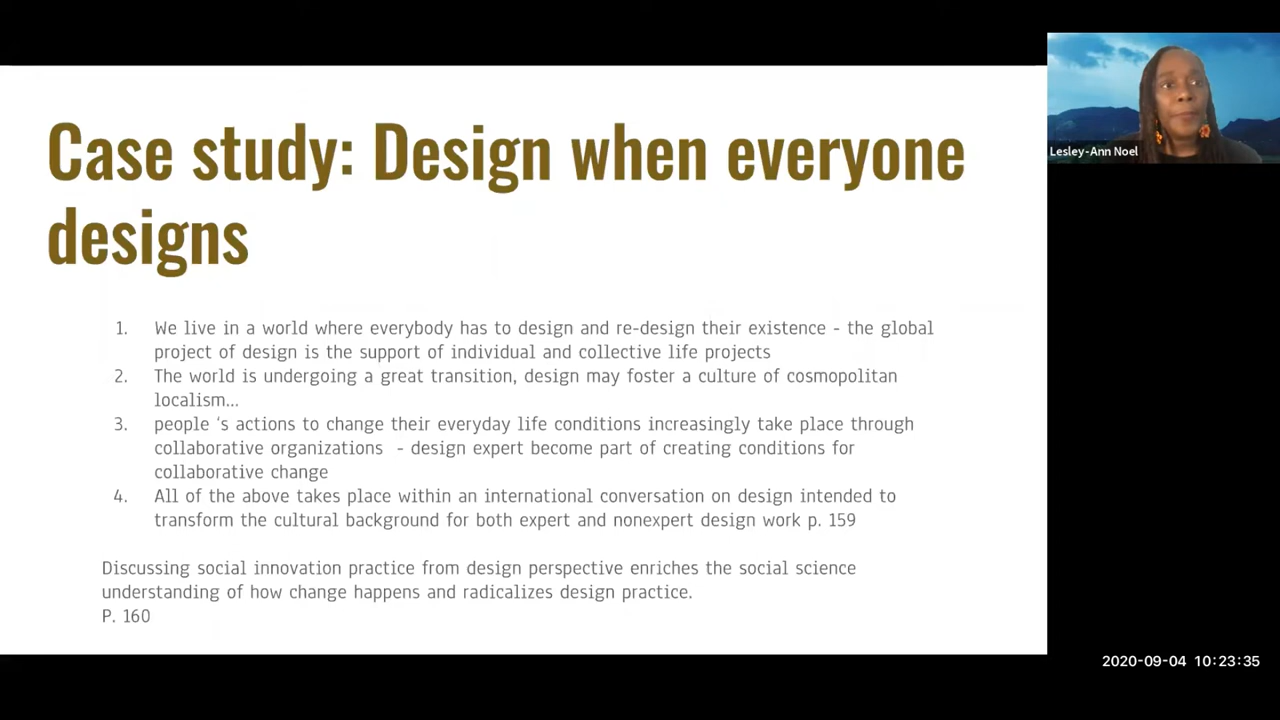 Case study: Design when everyone
designs
1. We live in a world where everybody has to design and re-design their existence - the global
project of design is the support of individual and collective life projects
2. The world is undergoing a great transition, design may foster a culture of cosmopolitan
localism...
3. people ‘s actions to change their everyday life conditions increasingly take place through
collaborative organizations - design expert become part of creating conditions for
collaborative change
4. All of the above takes place within an international conversation on design intended to
transform the cultural background for both expert and nonexpert design work p. 159
Discussing social innovation practice from design perspective enriches the social science
understanding of how change happens and radicalizes design practice.
P. 160
Lesley-Ann Noel
2020-09-04 10:23:35